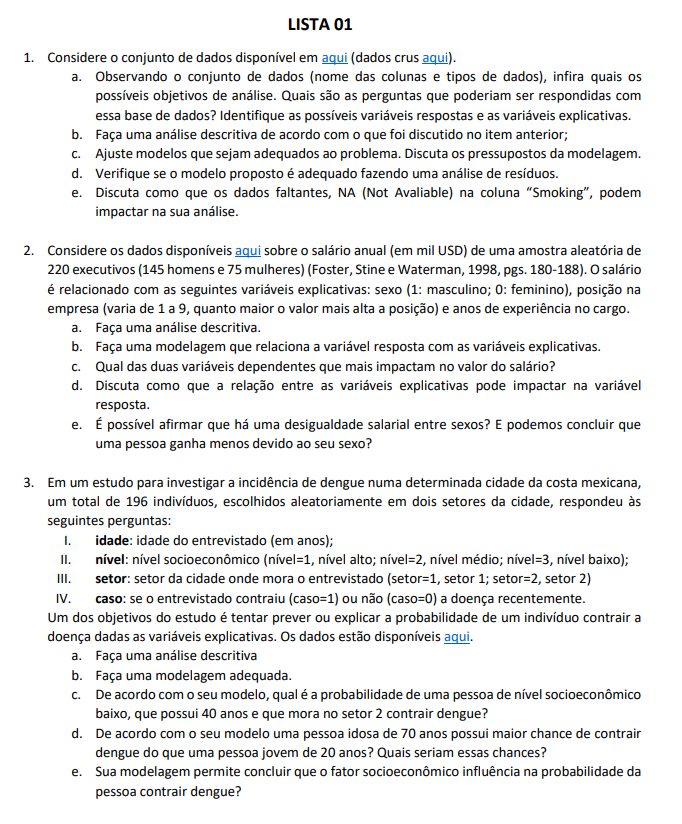 LISTA 01
1. Considere o conjunto de dados disponível em aqui (dados crus aqui).
a. Observando o conjunto de dados (nome das colunas e tipos de dados), infira quais os
possíveis objetivos de análise. Quais são as perguntas que poderiam ser respondidas com
essa base de dados? Identifique as possíveis variáveis respostas e as variáveis explicativas.
b. Faça uma análise descritiva de acordo com o que foi discutido no item anterior;
c. Ajuste modelos que sejam adequados ao problema. Discuta os pressupostos da modelagem.
d. Verifique se o modelo proposto é adequado fazendo uma análise de resíduos.
e. Discuta como que os dados faltantes, NA (Not Avaliable) na coluna “Smoking”, podem
impactar na sua análise.
2. Considere os dados disponíveis aqui sobre o salário anual (em mil USD) de uma amostra aleatória de
220 executivos (145 homens e 75 mulheres) (Foster, Stine e Waterman, 1998, pgs. 180-188). O salário
é relacionado com as seguintes variáveis explicativas: sexo (1: masculino; 0: feminino), posição na
empresa (varia de 1 a 9, quanto maior o valor mais alta a posição) e anos de experiência no cargo.
a. Faça uma análise descritiva.
b. Faça uma modelagem que relaciona a variável resposta com as variáveis explicativas.
c. Qual das duas variáveis dependentes que mais impactam no valor do salário?
d. Discuta como que a relação entre as variáveis explicativas pode impactar na variável
resposta.
e. É possível afirmar que há uma desigualdade salarial entre sexos? E podemos concluir que
uma pessoa ganha menos devido ao seu sexo?
3. Em um estudo para investigar a incidência de dengue numa determinada cidade da costa mexicana,
um total de 196 indivíduos, escolhidos aleatoriamente em dois setores da cidade, respondeu às
seguintes perguntas:
I. idade: idade do entrevistado (em anos);
II. nível: nível socioeconômico (nível=1, nível alto; nível=2, nível médio; nível=3, nível baixo);
III. setor: setor da cidade onde mora o entrevistado (setor=1, setor 1; setor=2, setor 2)
IV. caso: se o entrevistado contraiu (caso=1) ou não (caso=0) a doença recentemente.
Um dos objetivos do estudo é tentar prever ou explicar a probabilidade de um indivíduo contrair a
doença dadas as variáveis explicativas. Os dados estão disponíveis aqui.
a. Faça uma análise descritiva
b. Faça uma modelagem adequada.
c. De acordo com o seu modelo, qual é a probabilidade de uma pessoa de nível socioeconômico
baixo, que possui 40 anos e que mora no setor 2 contrair dengue?
d. De acordo com o seu modelo uma pessoa idosa de 70 anos possui maior chance de contrair
dengue do que uma pessoa jovem de 20 anos? Quais seriam essas chances?
e. Sua modelagem permite concluir que o fator socioeconômico influência na probabilidade da
pessoa contrair dengue?